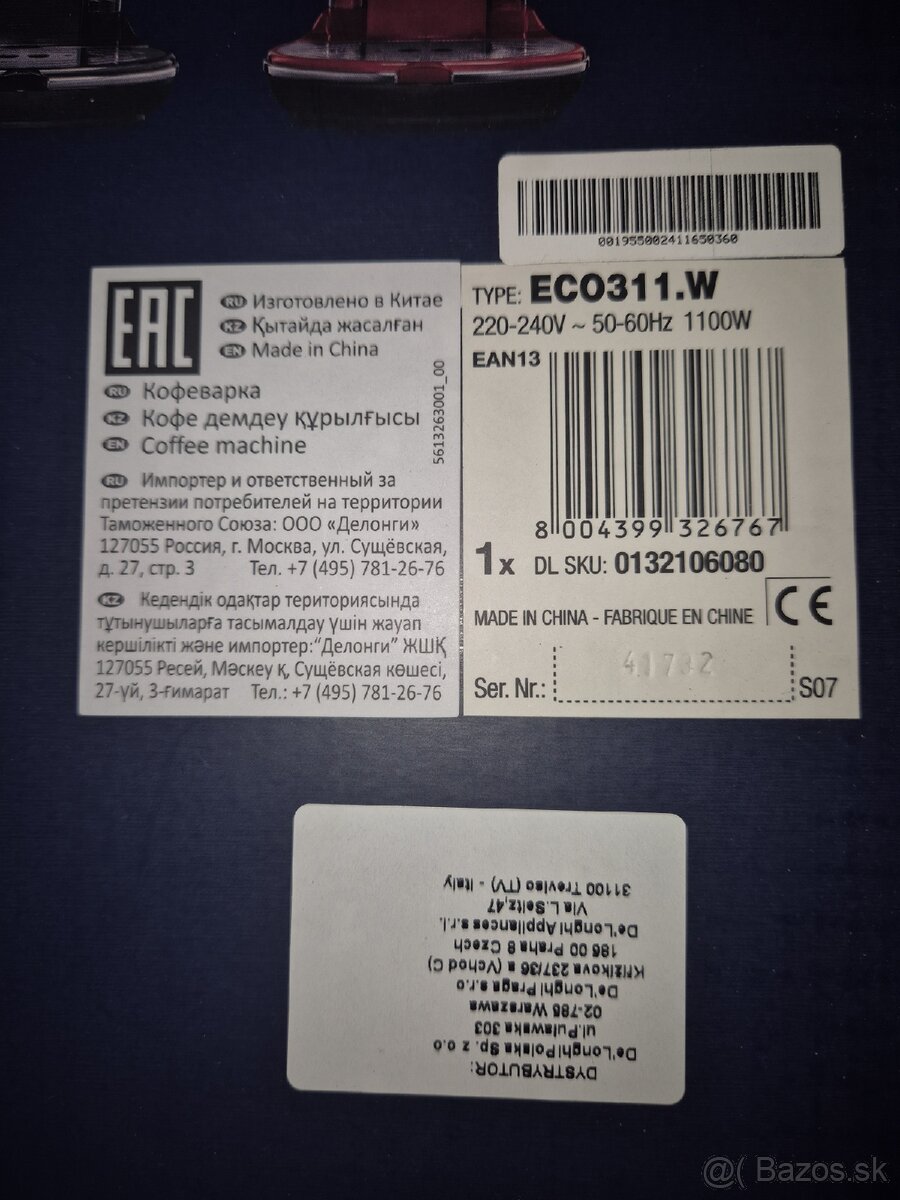 001955002411650360
EAC
RU Изготовлено в Китае
KZ Қытайда жасалған
EN Made in China
RU Кофеварка
KZ Кофе демдеу құрылғысы
EN Coffee machine
5613263001_00
RU Импортер и ответственный за
претензии потребителей на территории
Таможенного Союза: ООО «Делонги»
127055 Россия, г. Москва, ул. Сущёвская,
д. 27, стр. 3 Тел. +7 (495) 781-26-76
KZ Кедендік одақтар териториясында
тұтынушыларға тасымалдау үшін жауап
кершілікті және импортер:“Делонги” ЖШҚ
127055 Ресей, Мәскеу қ, Сущёвская көшесі,
27-үй, 3-ғимарат Тел.: +7 (495) 781-26-76
TYPE: ECO311.W
220-240V ~ 50-60Hz 1100W
EAN13
8 004399 326767
1x DL SKU: 0132106080
MADE IN CHINA - FABRIQUE EN CHINE CE
Ser. Nr.: 41732 S07
DYSTRYBUTOR:
De'Longhi Polska Sp. z o.o
ul.Pulawska 303
02-785 Warszawa
De'Longhi Praga s.r.o
Křižíkova 237/36 a (Vchod C)
186 00 Praha 8 Czech
De'Longhi Appliances s.r.l.
Via L.Seitz,47
31100 Treviso (TV) - Italy
@( Bazos.sk